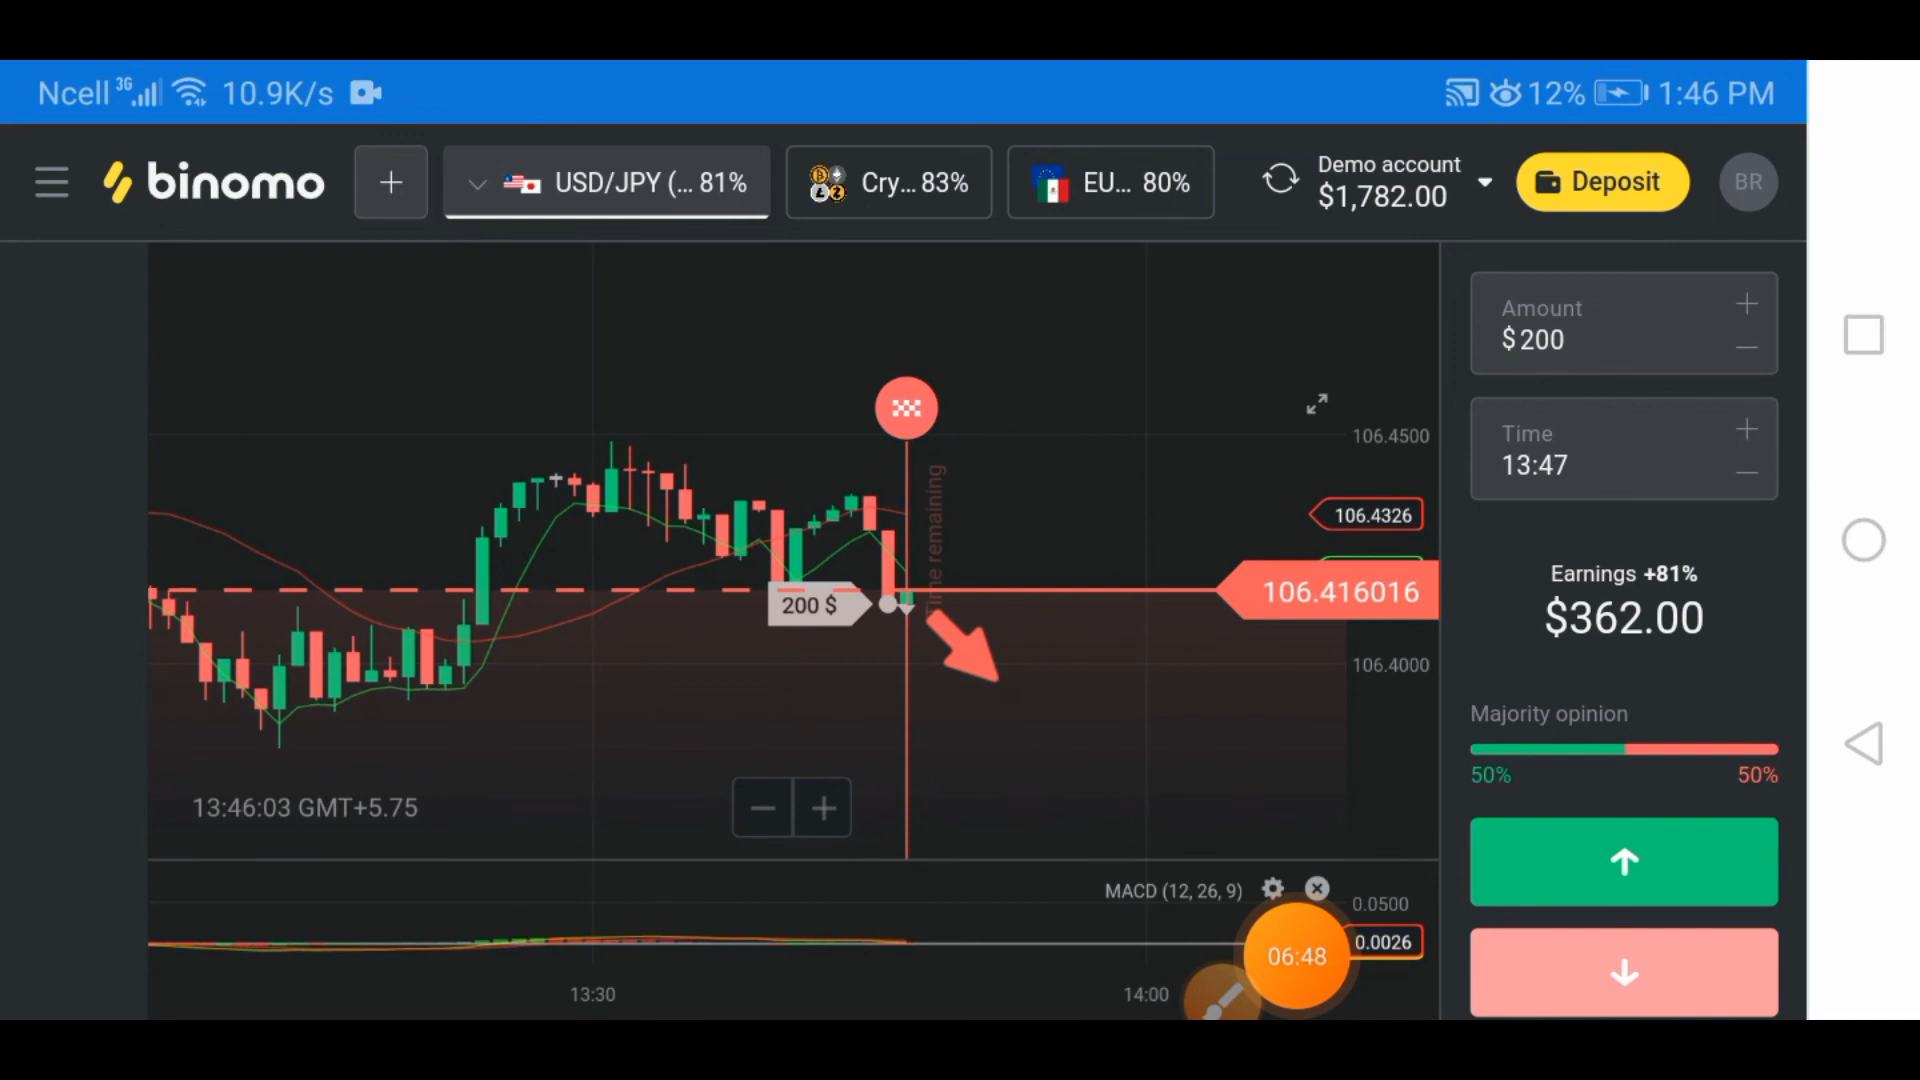 Ncell 3G 10.9K/s 12% 1:46 PM
binomo + USD/JPY (... 81% Cry... 83% EU... 80% Demo account $1,782.00 Deposit BR
Amount
$200
Time
13:47
106.4500
106.4326
106.416016
106.4000
Time remaining
200 $
Earnings +81%
$362.00
Majority opinion
50% 50%
13:46:03 GMT+5.75
MACD (12, 26, 9)
0.0500
0.0026
06:48
13:30 14:00